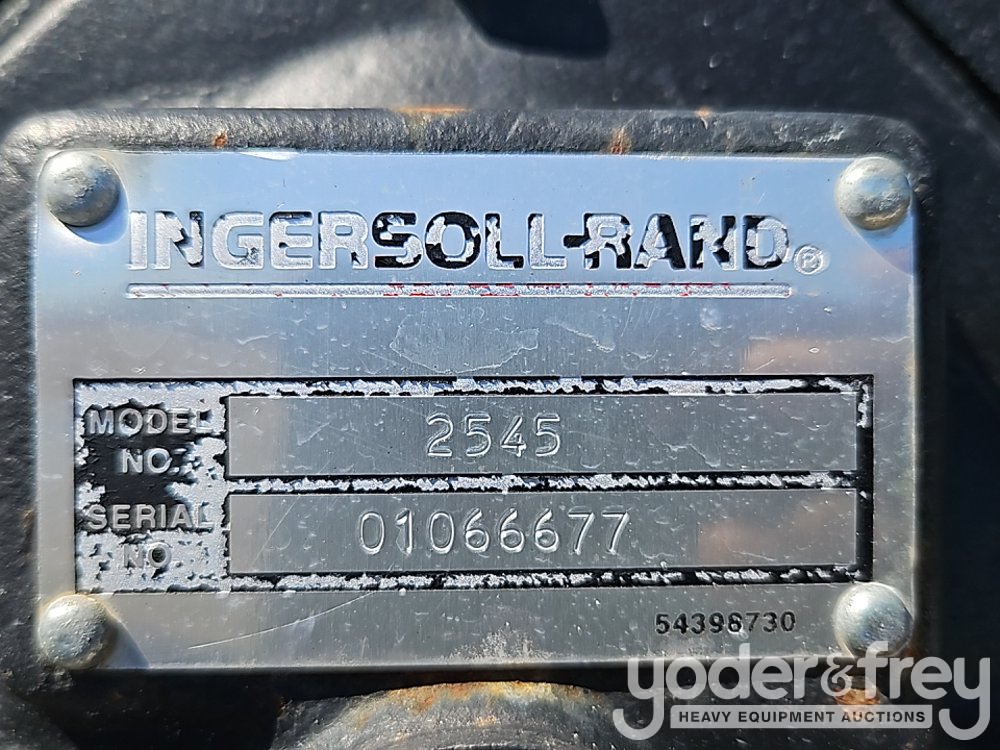 INGERSOLL-RAND®
MODEL NO.
2545
SERIAL NO.
01066677
54398730
yoder&frey
HEAVY EQUIPMENT AUCTIONS